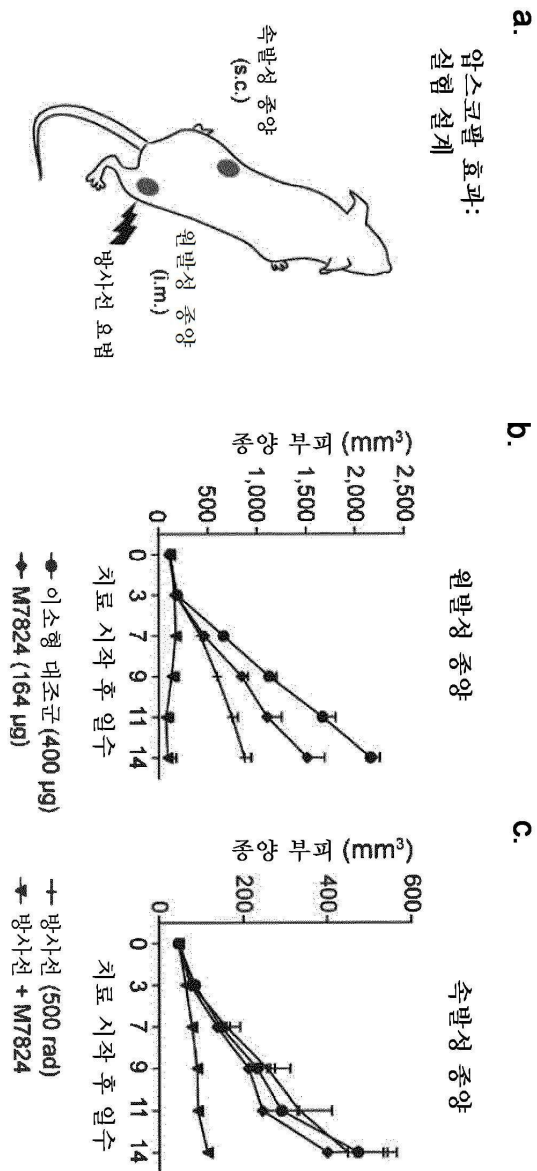 a.
압스코팔 효과:
실험 설계
속발성 종양
(s.c.)
원발성 종양
(i.m.)
방사선 요법
b.
원발성 종양
종양 부피 (mm³)
2,500
2,000
1,500
1,000
500
0
0 3 7 9 11 14
치료 시작 후 일수
이소형 대조군 (400 µg)
M7824 (164 µg)
c.
속발성 종양
종양 부피 (mm³)
600
400
200
0
0 3 7 9 11 14
치료 시작 후 일수
방사선 (500 rad)
방사선 + M7824